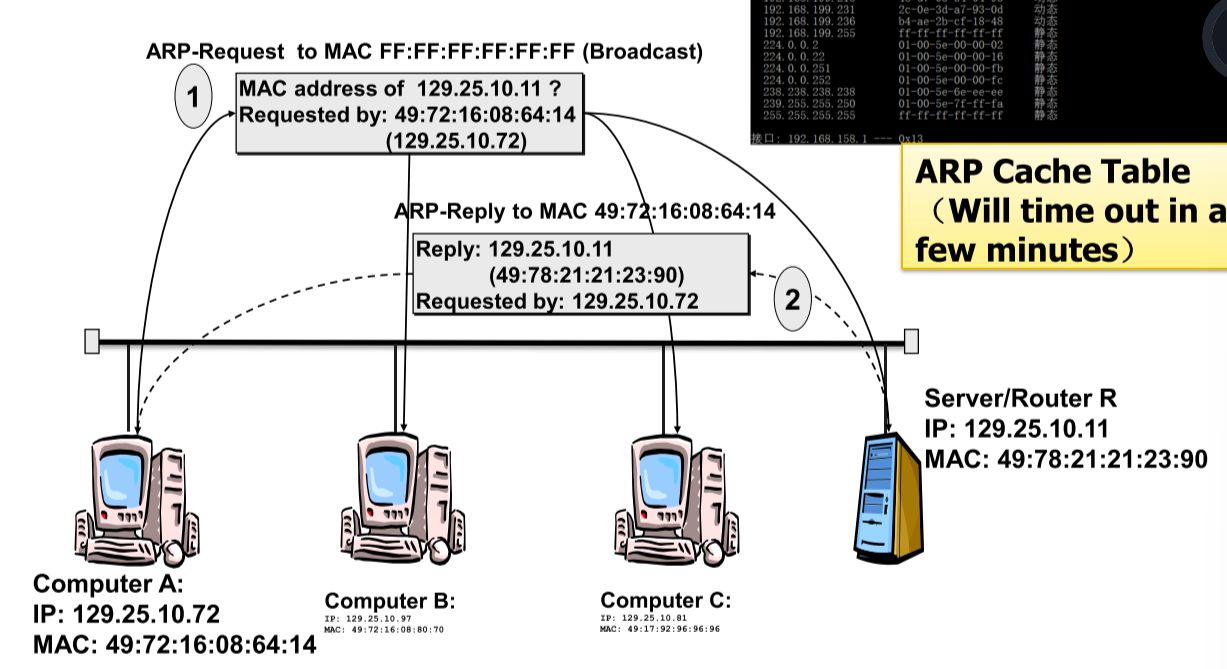 192.168.199.231 2c-0e-3d-a7-93-0d 动态
192.168.199.236 b4-ae-2b-cf-18-48 动态
192.168.199.255 ff-ff-ff-ff-ff-ff 静态
224.0.0.2 01-00-5e-00-00-02 静态
224.0.0.22 01-00-5e-00-00-16 静态
224.0.0.251 01-00-5e-00-00-fb 静态
224.0.0.252 01-00-5e-00-00-fc 静态
238.238.238.238 01-00-5e-6e-ee-ee 静态
239.255.255.250 01-00-5e-7f-ff-fa 静态
255.255.255.255 ff-ff-ff-ff-ff-ff 静态
接口: 192.168.158.1 --- 0x13
ARP-Request to MAC FF:FF:FF:FF:FF:FF (Broadcast)
1
MAC address of 129.25.10.11 ?
Requested by: 49:72:16:08:64:14
(129.25.10.72)
ARP Cache Table
（Will time out in a
few minutes）
ARP-Reply to MAC 49:72:16:08:64:14
Reply: 129.25.10.11
(49:78:21:21:23:90)
Requested by: 129.25.10.72
2
Server/Router R
IP: 129.25.10.11
MAC: 49:78:21:21:23:90
Computer A:
IP: 129.25.10.72
MAC: 49:72:16:08:64:14
Computer B:
IP: 129.25.10.97
MAC: 49:72:16:08:80:70
Computer C:
IP: 129.25.10.81
MAC: 49:17:92:96:96:96